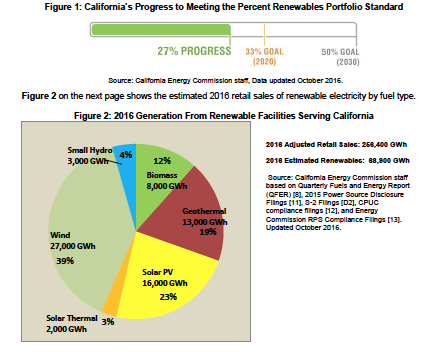 Figure 1: California's Progress to Meeting the Percent Renewables Portfolio Standard
27% PROGRESS
33% GOAL
(2020)
50% GOAL
(2030)
Source: California Energy Commission staff, Data updated October 2016.
Figure 2 on the next page shows the estimated 2016 retail sales of renewable electricity by fuel type.
Figure 2: 2016 Generation From Renewable Facilities Serving California
Small Hydro
3,000 GWh
4%
12%
Biomass
8,000 GWh
Geothermal
13,000 GWh
19%
Wind
27,000 GWh
39%
Solar PV
16,000 GWh
23%
Solar Thermal
2,000 GWh
3%
2016 Adjusted Retail Sales: 256,400 GWh
2016 Estimated Renewables: 68,800 GWh
Source: California Energy Commission staff
based on Quarterly Fuels and Energy Report
(QFER) [8], 2015 Power Source Disclosure
Filings [11], S-2 Filings [D2], CPUC
compliance filings [12], and Energy
Commission RPS Compliance Filings [13].
Updated October 2016.